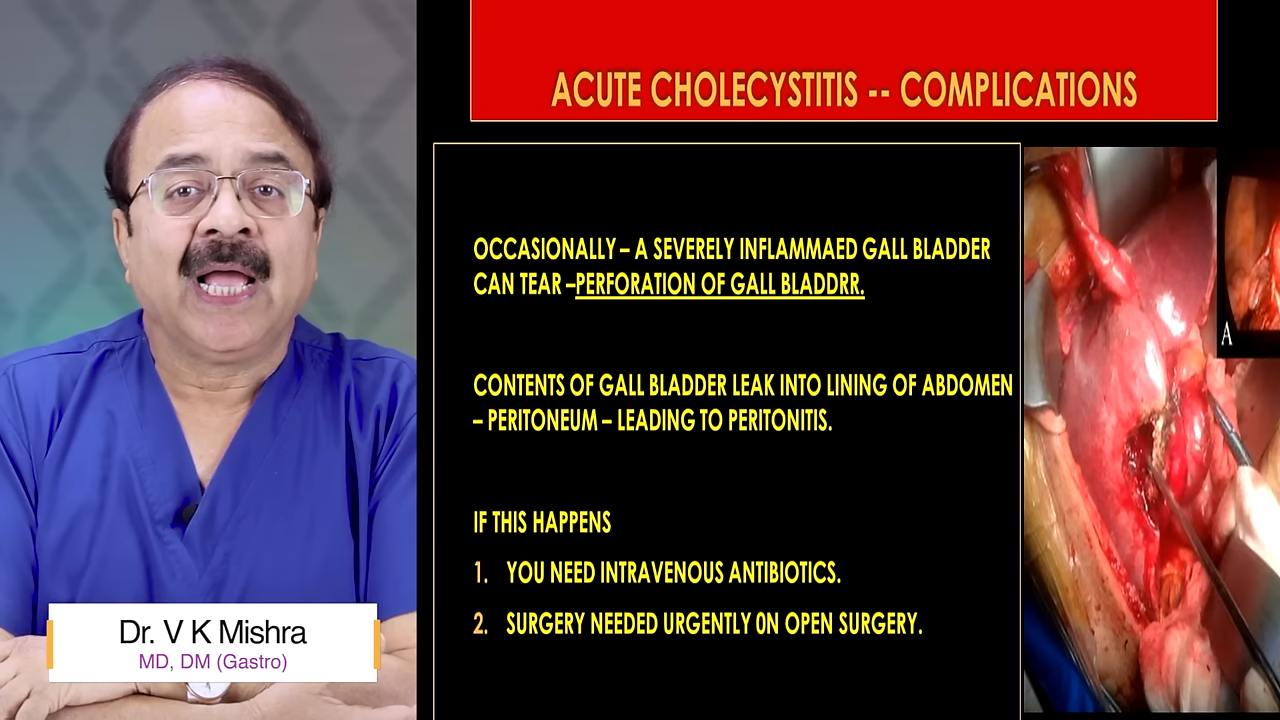 ACUTE CHOLECYSTITIS -- COMPLICATIONS
OCCASIONALLY – A SEVERELY INFLAMMAED GALL BLADDER
CAN TEAR –PERFORATION OF GALL BLADDRR.
CONTENTS OF GALL BLADDER LEAK INTO LINING OF ABDOMEN
– PERITONEUM – LEADING TO PERITONITIS.
IF THIS HAPPENS
1. YOU NEED INTRAVENOUS ANTIBIOTICS.
2. SURGERY NEEDED URGENTLY 0N OPEN SURGERY.
A
Dr. V K Mishra
MD, DM (Gastro)